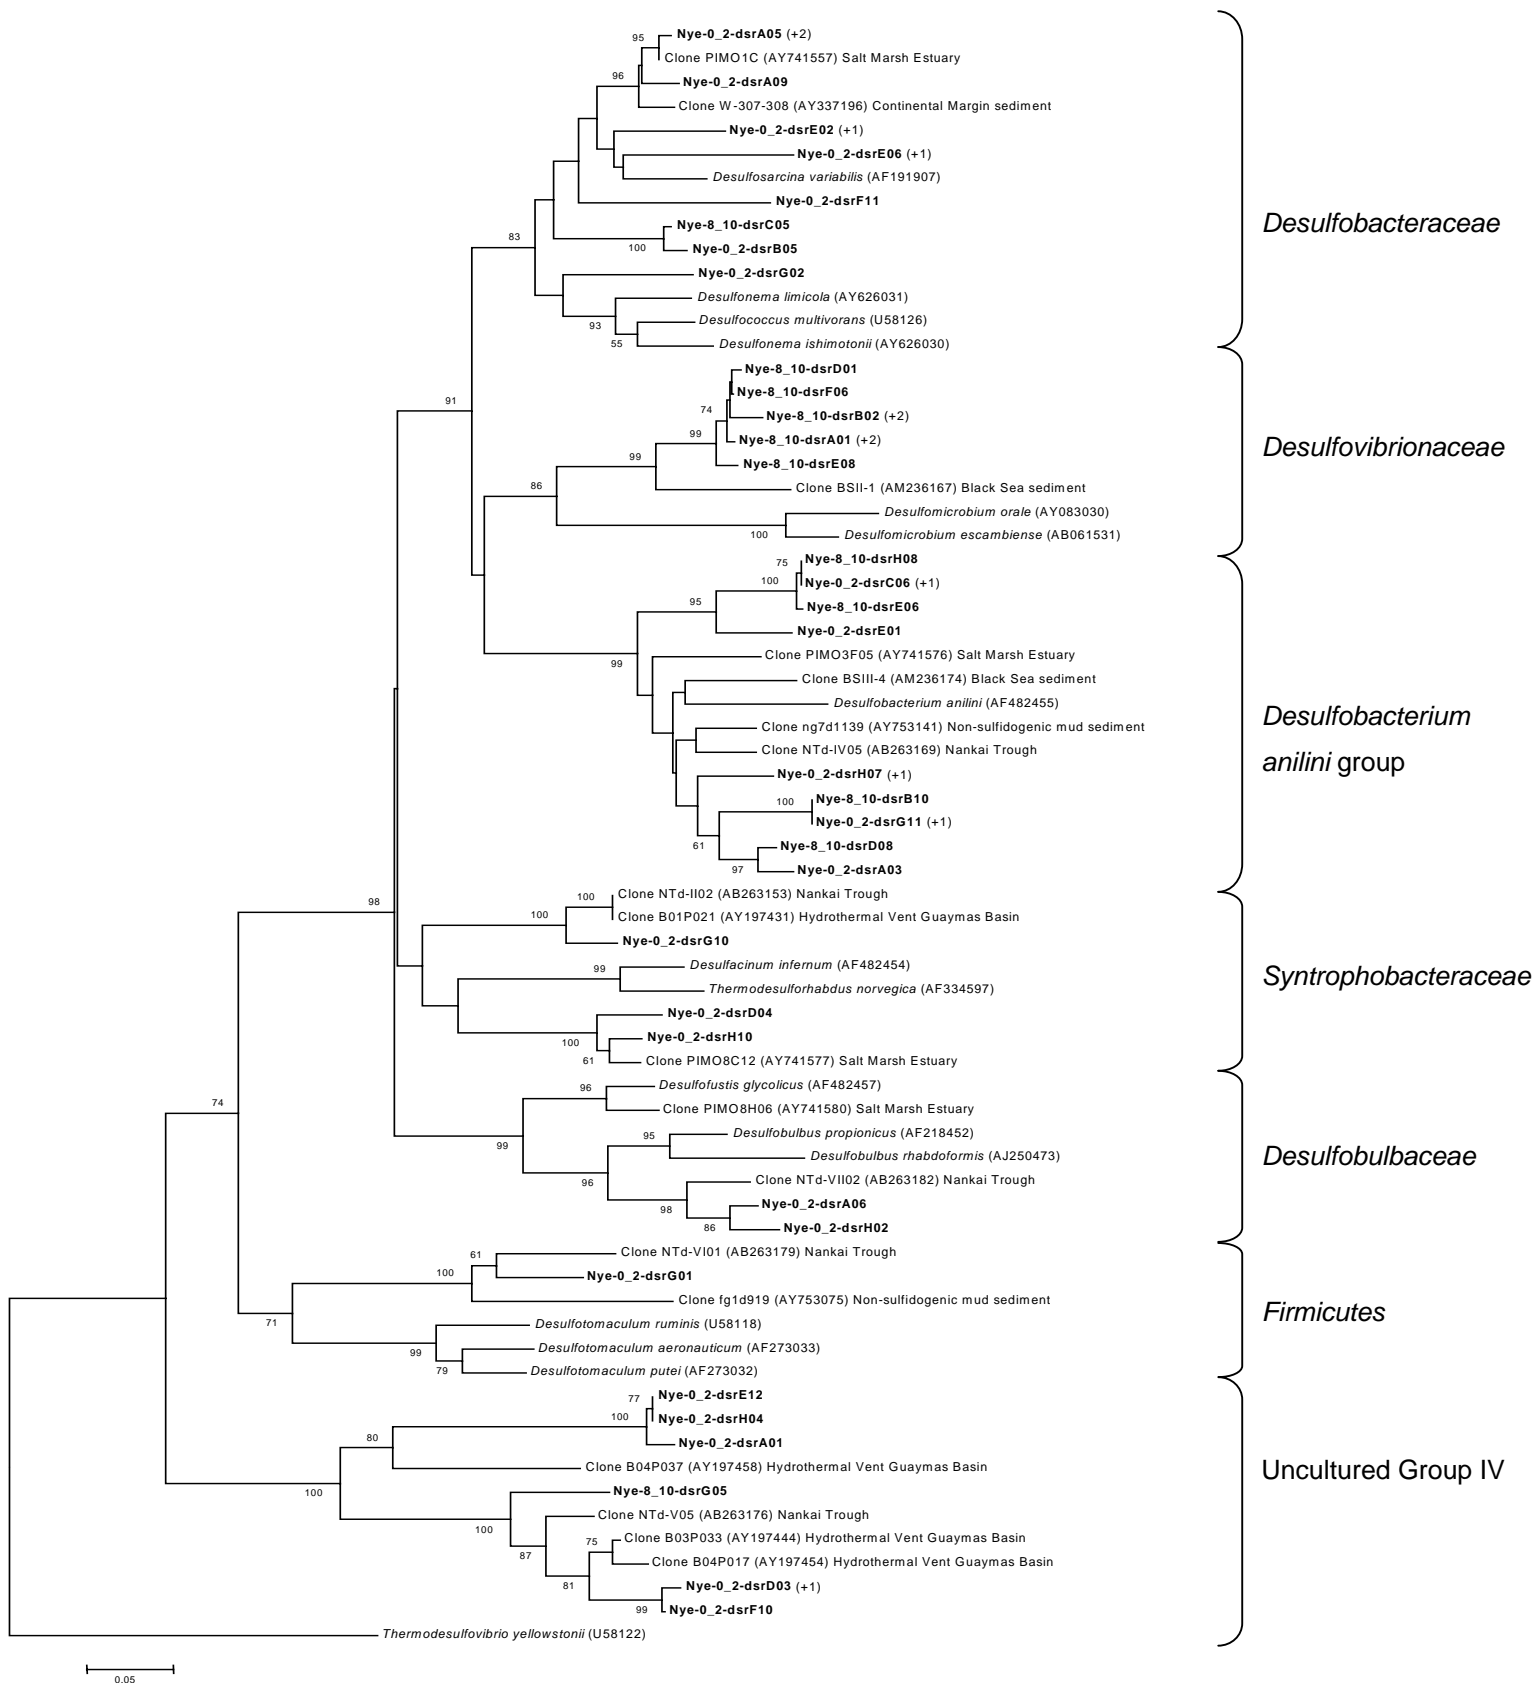 95
Nye-0_2-dsrA05 (+2)
Clone PIMO1C (AY741557) Salt Marsh Estuary
96
Nye-0_2-dsrA09
Clone W-307-308 (AY337196) Continental Margin sediment
Nye-0_2-dsrE02 (+1)
Nye-0_2-dsrE06 (+1)
Desulfosarcina variabilis (AF191907)
Nye-0_2-dsrF11
Desulfobacteraceae
Nye-8_10-dsrC05
83
100
Nye-0_2-dsrB05
Nye-0_2-dsrG02
Desulfonema limicola (AY626031)
Desulfococcus multivorans (U58126)
93
55
Desulfonema ishimotonii (AY626030)
Nye-8_10-dsrD01
Nye-8_10-dsrF06
91
74
Nye-8_10-dsrB02 (+2)
99
Nye-8_10-dsrA01 (+2)
Desulfovibrionaceae
99
Nye-8_10-dsrE08
86
Clone BSII-1 (AM236167) Black Sea sediment
Desulfomicrobium orale (AY083030)
100
Desulfomicrobium escambiense (AB061531)
75
Nye-8_10-dsrH08
100
Nye-0_2-dsrC06 (+1)
95
Nye-8_10-dsrE06
Nye-0_2-dsrE01
99
Clone PIMO3F05 (AY741576) Salt Marsh Estuary
Clone BSIII-4 (AM236174) Black Sea sediment
Desulfobacterium anilini (AF482455)
Desulfobacterium
Clone ng7d1139 (AY753141) Non-sulfidogenic mud sediment
Clone NTd-IV05 (AB263169) Nankai Trough
anilini group
Nye-0_2-dsrH07 (+1)
100
Nye-8_10-dsrB10
Nye-0_2-dsrG11 (+1)
61
Nye-8_10-dsrD08
97
Nye-0_2-dsrA03
98
100
Clone NTd-II02 (AB263153) Nankai Trough
100
Clone B01P021 (AY197431) Hydrothermal Vent Guaymas Basin
Nye-0_2-dsrG10
99
Desulfacinum infernum (AF482454)
Syntrophobacteraceae
Thermodesulforhabdus norvegica (AF334597)
Nye-0_2-dsrD04
100
Nye-0_2-dsrH10
61
Clone PIMO8C12 (AY741577) Salt Marsh Estuary
96
Desulfofustis glycolicus (AF482457)
74
Clone PIMO8H06 (AY741580) Salt Marsh Estuary
99
95
Desulfobulbus propionicus (AF218452)
Desulfobulbus rhabdoformis (AJ250473)
Desulfobulbaceae
96
Clone NTd-VII02 (AB263182) Nankai Trough
98
Nye-0_2-dsrA06
86
Nye-0_2-dsrH02
61
Clone NTd-VI01 (AB263179) Nankai Trough
100
Nye-0_2-dsrG01
Clone fg1d919 (AY753075) Non-sulfidogenic mud sediment
Firmicutes
71
Desulfotomaculum ruminis (U58118)
99
Desulfotomaculum aeronauticum (AF273033)
79
Desulfotomaculum putei (AF273032)
77
Nye-0_2-dsrE12
100
Nye-0_2-dsrH04
80
Nye-0_2-dsrA01
Clone B04P037 (AY197458) Hydrothermal Vent Guaymas Basin
Uncultured Group IV
100
Nye-8_10-dsrG05
100
Clone NTd-V05 (AB263176) Nankai Trough
75
Clone B03P033 (AY197444) Hydrothermal Vent Guaymas Basin
87
Clone B04P017 (AY197454) Hydrothermal Vent Guaymas Basin
81
Nye-0_2-dsrD03 (+1)
99
Nye-0_2-dsrF10
Thermodesulfovibrio yellowstonii (U58122)
0.05